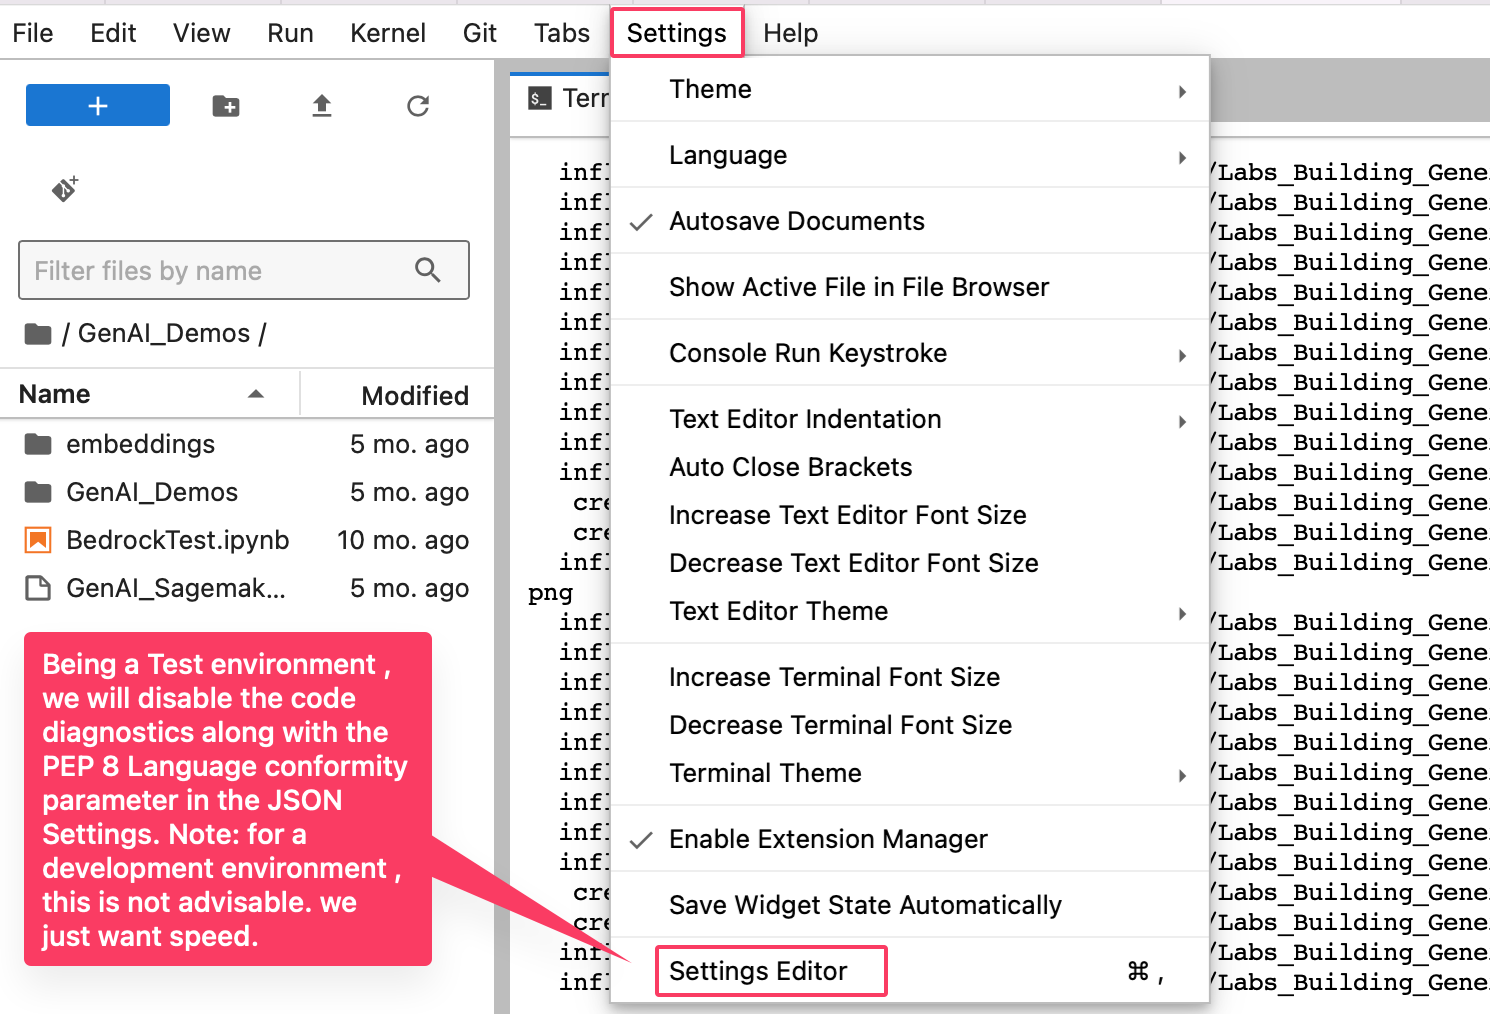 File Edit View Run Kernel Git Tabs Settings Help
+
Filter files by name
/ GenAI_Demos /
Name Modified
embeddings 5 mo. ago
GenAI_Demos 5 mo. ago
BedrockTest.ipynb 10 mo. ago
GenAI_Sagemak... 5 mo. ago
Being a Test environment ,
we will disable the code
diagnostics along with the
PEP 8 Language conformity
parameter in the JSON
Settings. Note: for a
development environment ,
this is not advisable. we
just want speed.
$_ Terr
Theme
Language
Autosave Documents
Show Active File in File Browser
Console Run Keystroke
Text Editor Indentation
Auto Close Brackets
Increase Text Editor Font Size
Decrease Text Editor Font Size
Text Editor Theme
Increase Terminal Font Size
Decrease Terminal Font Size
Terminal Theme
Enable Extension Manager
Save Widget State Automatically
Settings Editor ⌘ ,
infl /Labs_Building_Gene
infl /Labs_Building_Gene
infl /Labs_Building_Gene
infl /Labs_Building_Gene
infl /Labs_Building_Gene
infl /Labs_Building_Gene
infl /Labs_Building_Gene
infl /Labs_Building_Gene
infl /Labs_Building_Gene
infl /Labs_Building_Gene
infl /Labs_Building_Gene
cre /Labs_Building_Gene
cre /Labs_Building_Gene
infl /Labs_Building_Gene
png
infl /Labs_Building_Gene
infl /Labs_Building_Gene
infl /Labs_Building_Gene
infl /Labs_Building_Gene
infl /Labs_Building_Gene
infl /Labs_Building_Gene
infl /Labs_Building_Gene
infl /Labs_Building_Gene
infl /Labs_Building_Gene
cre /Labs_Building_Gene
cre /Labs_Building_Gene
infl /Labs_Building_Gene
infl /Labs_Building_Gene